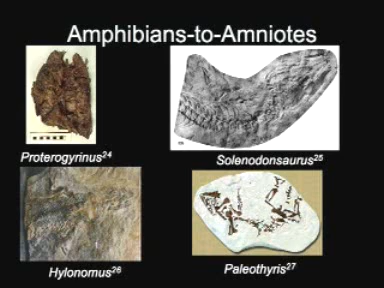 Amphibians-to-Amniotes
Proterogyrinus24
Solenodonsaurus25
Hylonomus26
Paleothyris27